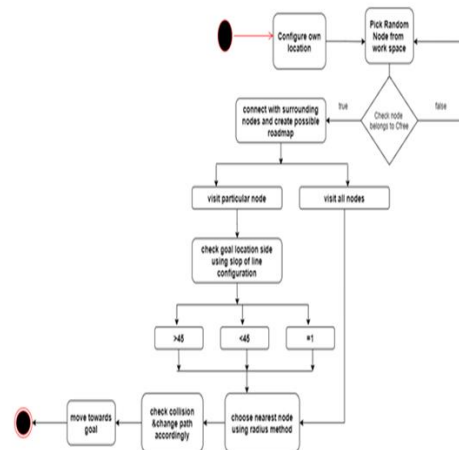 Configure own
location
Pick Random
Node from
work space
Check node
belongs to Cfree
true
false
connect with surrounding
nodes and create possible
roadmap
visit particular node
visit all nodes
check goal location side
using slop of line
configuration
>45
<45
=1
choose nearest node
using radius method
check collision
&change path
accordingly
move towards
goal